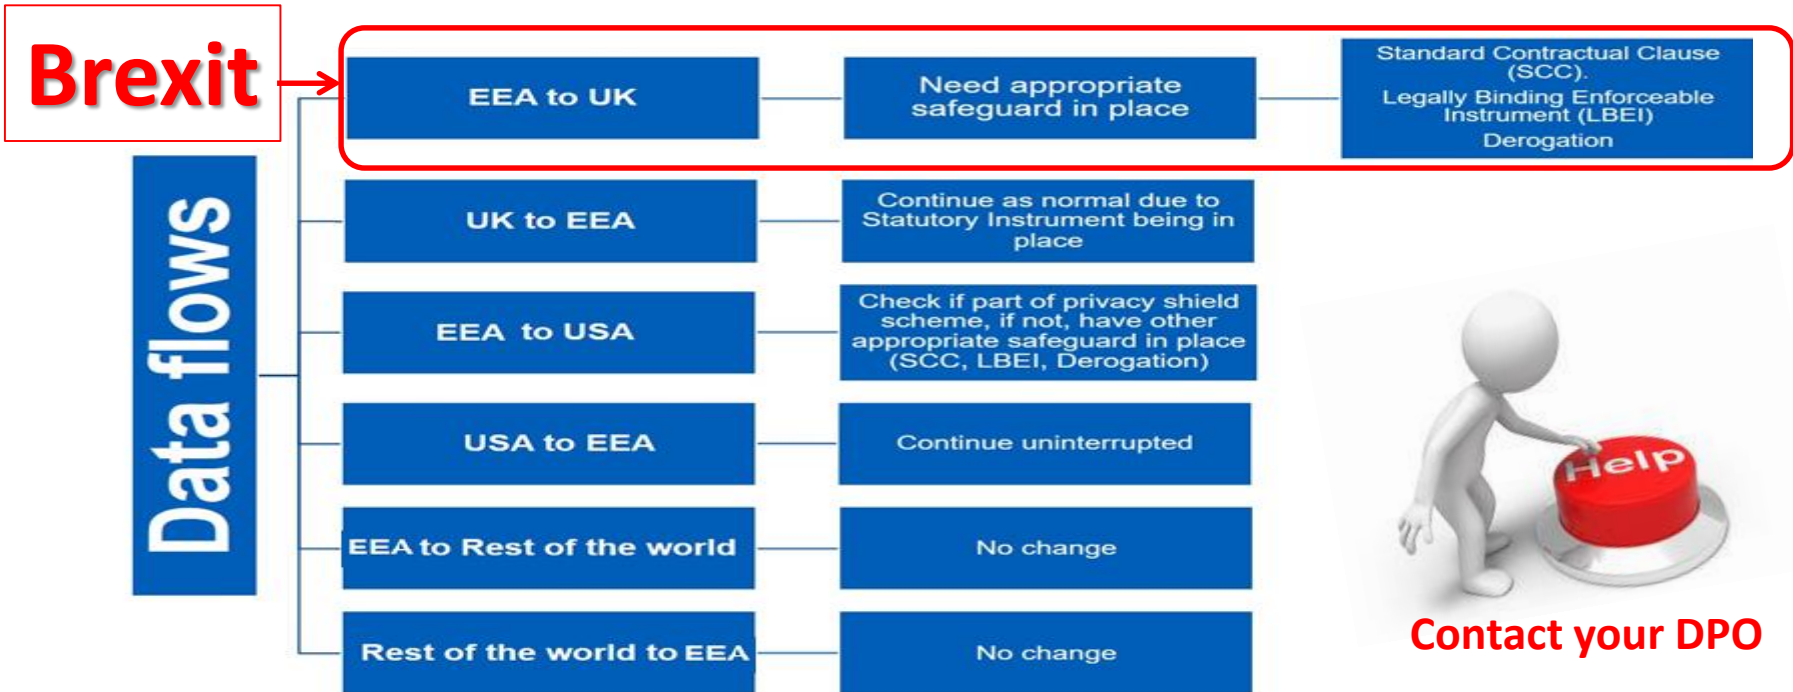 Brexit
EEA to UK
Need appropriate
safeguard in place
Standard Contractual Clause
(SCC).
Legally Binding Enforceable
Instrument (LBEI)
Derogation
Data flows
UK to EEA
Continue as normal due to
Statutory Instrument being in
place
EEA to USA
Check if part of privacy shield
scheme, if not, have other
appropriate safeguard in place
(SCC, LBEI, Derogation)
USA to EEA
Continue uninterrupted
EEA to Rest of the world
No change
Rest of the world to EEA
No change
Help
Contact your DPO